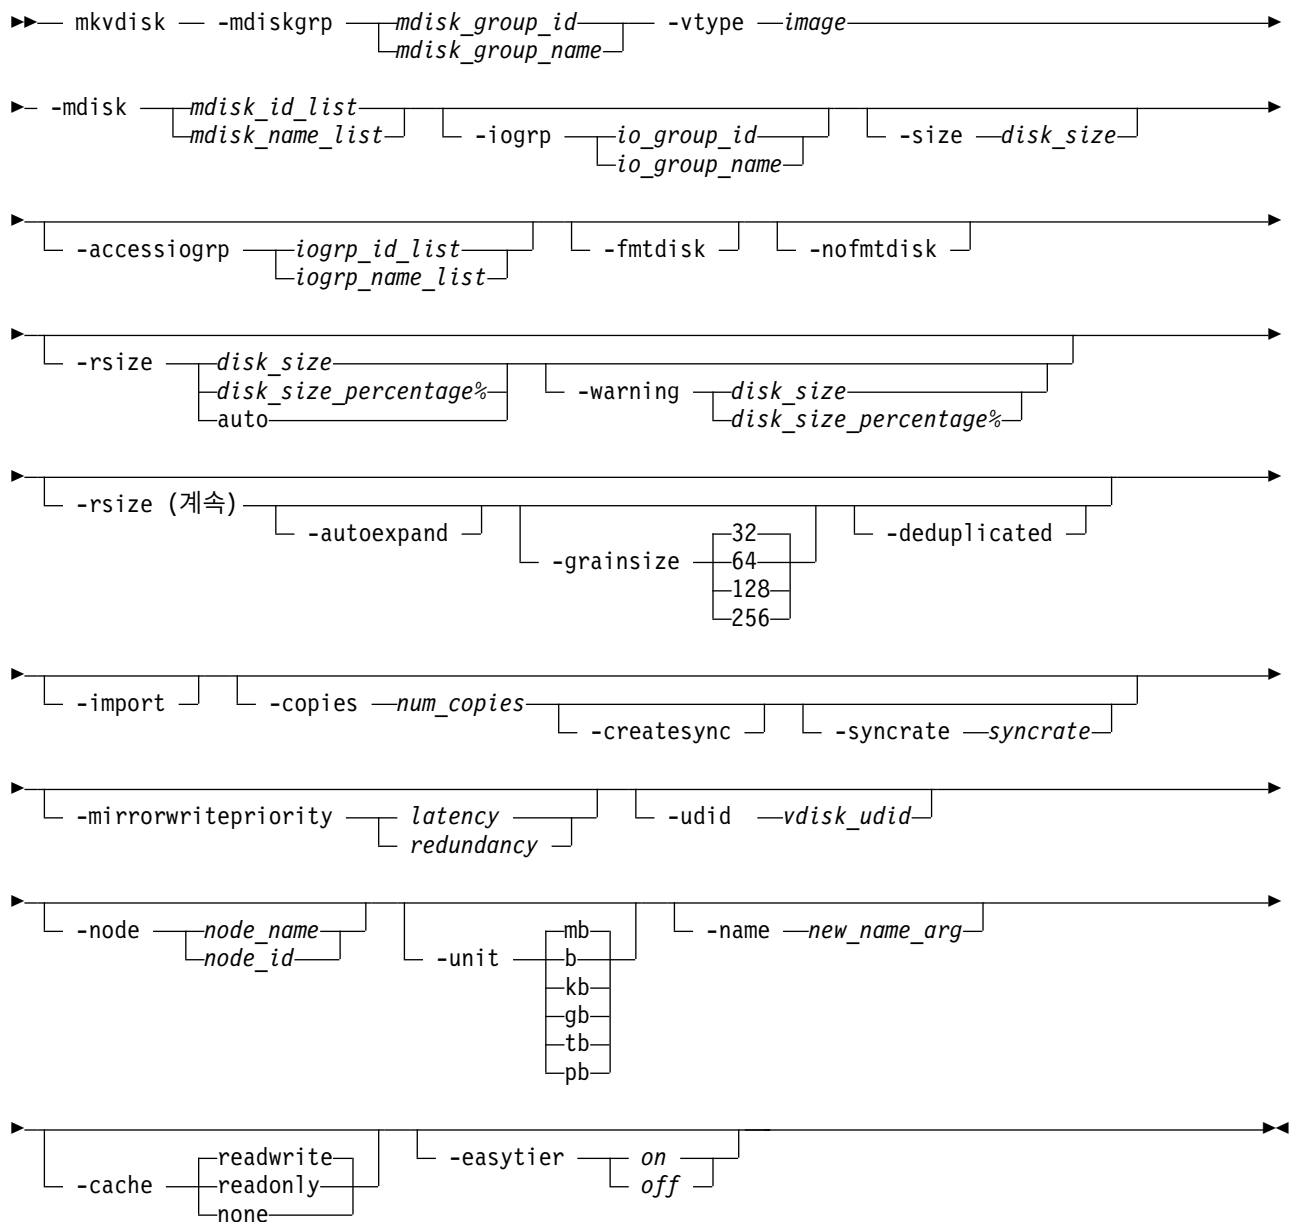 mkvdisk -mdiskgrp mdisk_group_id -vtype image
mdisk_group_name
-mdisk mdisk_id_list
mdisk_name_list -iogrp io_group_id -size disk_size
io_group_name
-accessiogrp iogrp_id_list -fmtdisk -nofmtdisk
iogrp_name_list
-rsize disk_size
disk_size_percentage% -warning disk_size
auto disk_size_percentage%
-rsize (계속)
-autoexpand 32 -deduplicated
-grainsize 64
128
256
-import -copies num_copies
-createsync -syncrate syncrate
-mirrorwritepriority latency -udid vdisk_udid
redundancy
-node node_name mb -name new_name_arg
node_id -unit b
kb
gb
tb
pb
readwrite -easytier on
-cache readonly off
none